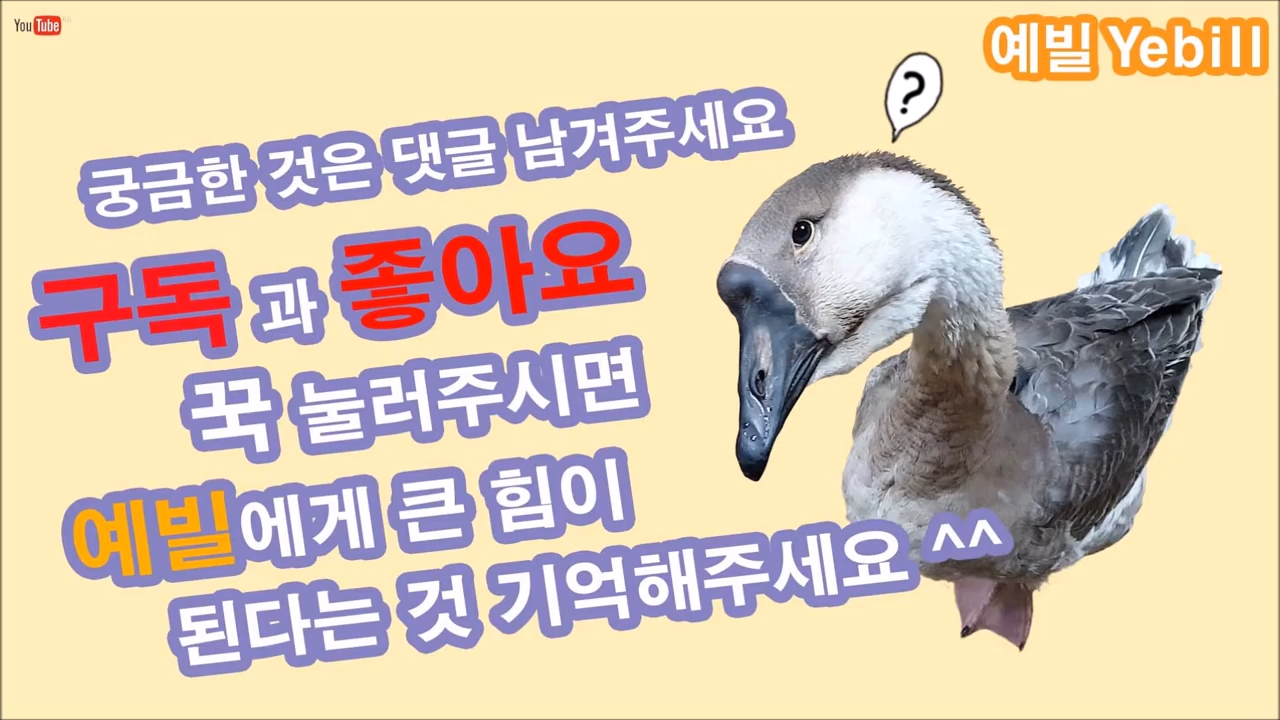 YouTube
예빌 Yebill
?
궁금한 것은 댓글 남겨주세요
구독 과 좋아요
꾹 눌러주시면
예빌에게 큰 힘이
된다는 것 기억해주세요 ^^